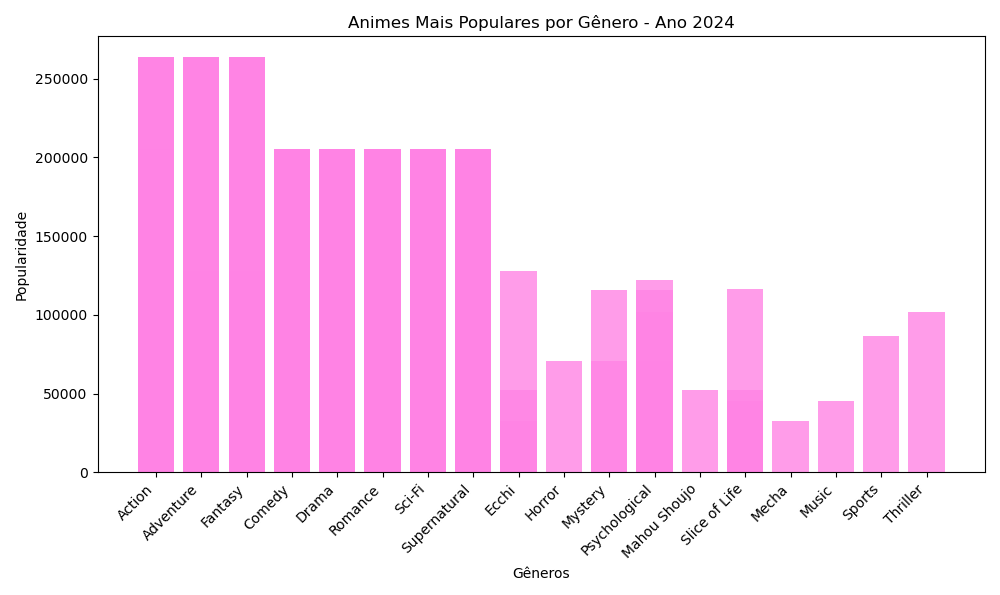 Animes Mais Populares por Gênero - Ano 2024
Popularidade
250000
200000
150000
100000
50000
0
Action
Adventure
Fantasy
Comedy
Drama
Romance
Sci-Fi
Supernatural
Ecchi
Horror
Mystery
Psychological
Mahou Shoujo
Slice of Life
Mecha
Music
Sports
Thriller
Gêneros